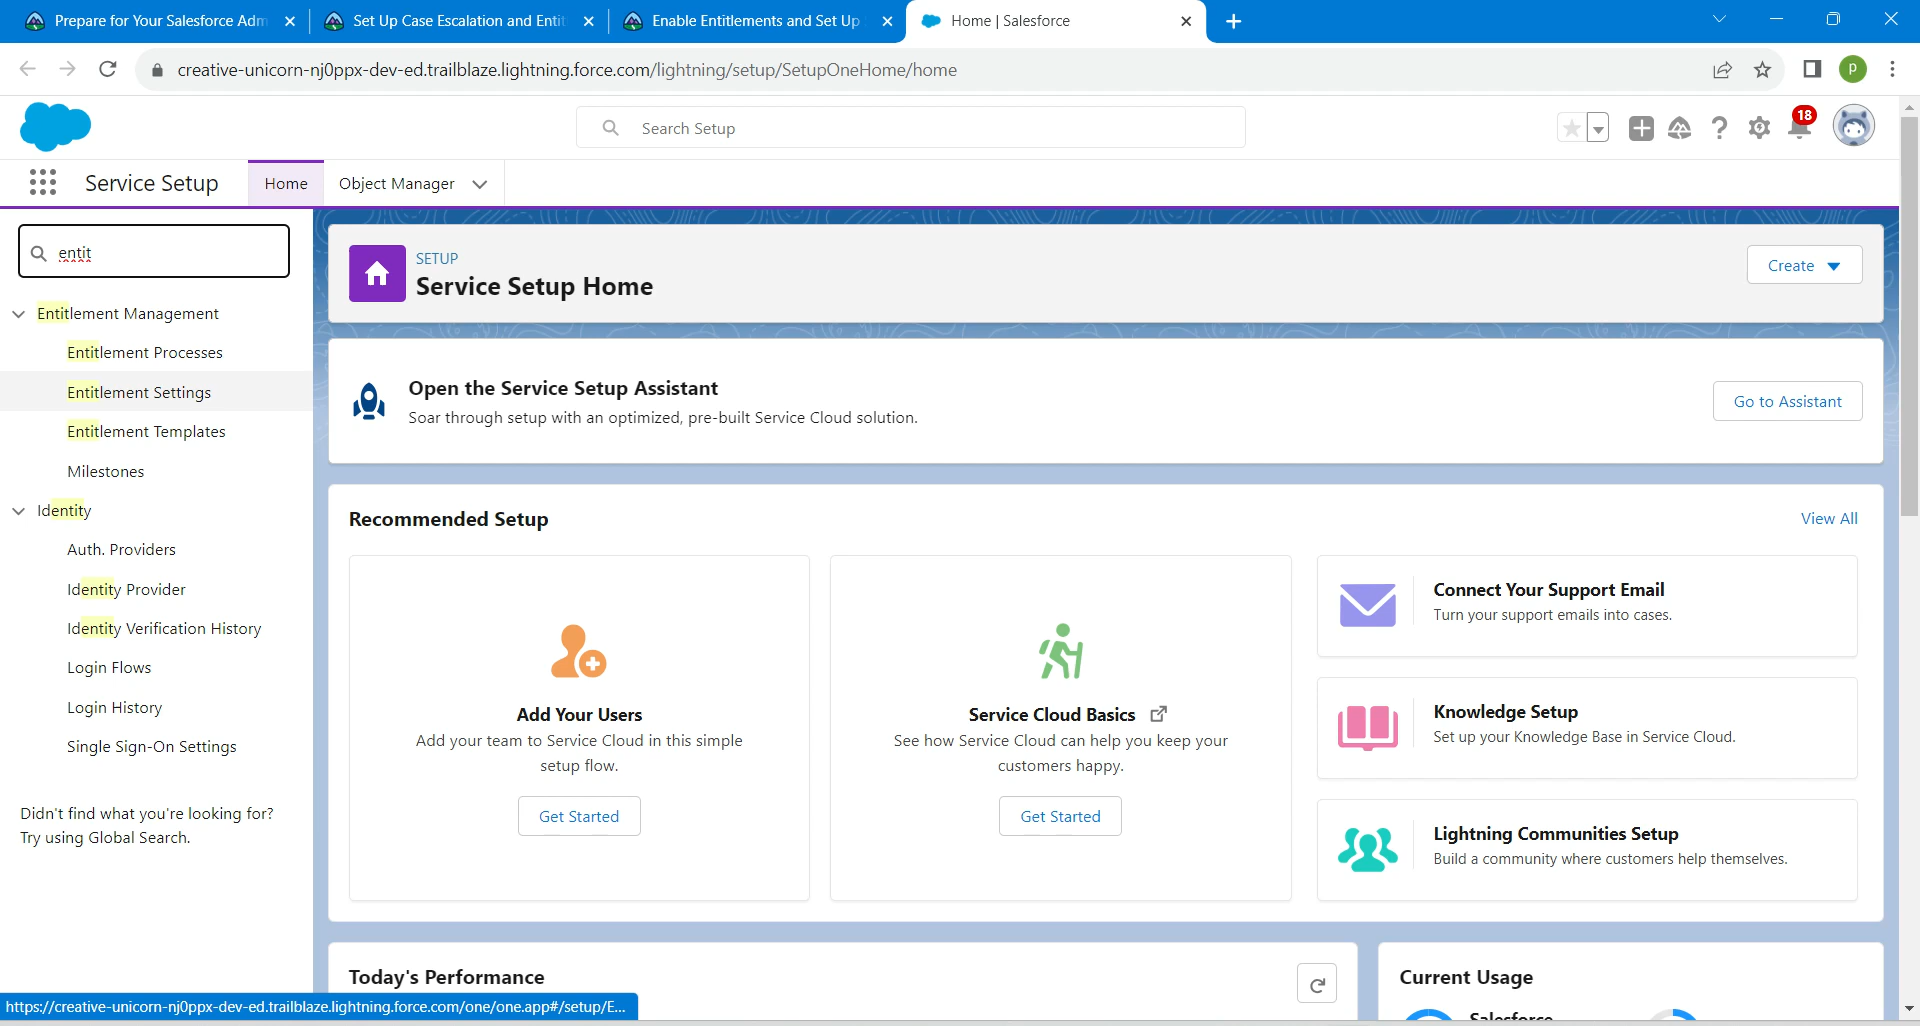 Prepare for Your Salesforce Adm
Set Up Case Escalation and Entit
Enable Entitlements and Set Up
Home | Salesforce
creative-unicorn-nj0ppx-dev-ed.trailblaze.lightning.force.com/lightning/setup/SetupOneHome/home
P
Search Setup
18
Service Setup
Home
Object Manager
entit
Entitlement Management
Entitlement Processes
Entitlement Settings
Entitlement Templates
Milestones
Identity
Auth. Providers
Identity Provider
Identity Verification History
Login Flows
Login History
Single Sign-On Settings
Didn't find what you're looking for?
Try using Global Search.
SETUP
Service Setup Home
Create
Open the Service Setup Assistant
Soar through setup with an optimized, pre-built Service Cloud solution.
Go to Assistant
Recommended Setup
View All
Add Your Users
Add your team to Service Cloud in this simple
setup flow.
Get Started
Service Cloud Basics
See how Service Cloud can help you keep your
customers happy.
Get Started
Connect Your Support Email
Turn your support emails into cases.
Knowledge Setup
Set up your Knowledge Base in Service Cloud.
Lightning Communities Setup
Build a community where customers help themselves.
Today's Performance
Current Usage
Salesforce
https://creative-unicorn-nj0ppx-dev-ed.trailblaze.lightning.force.com/one/one.app#/setup/E...